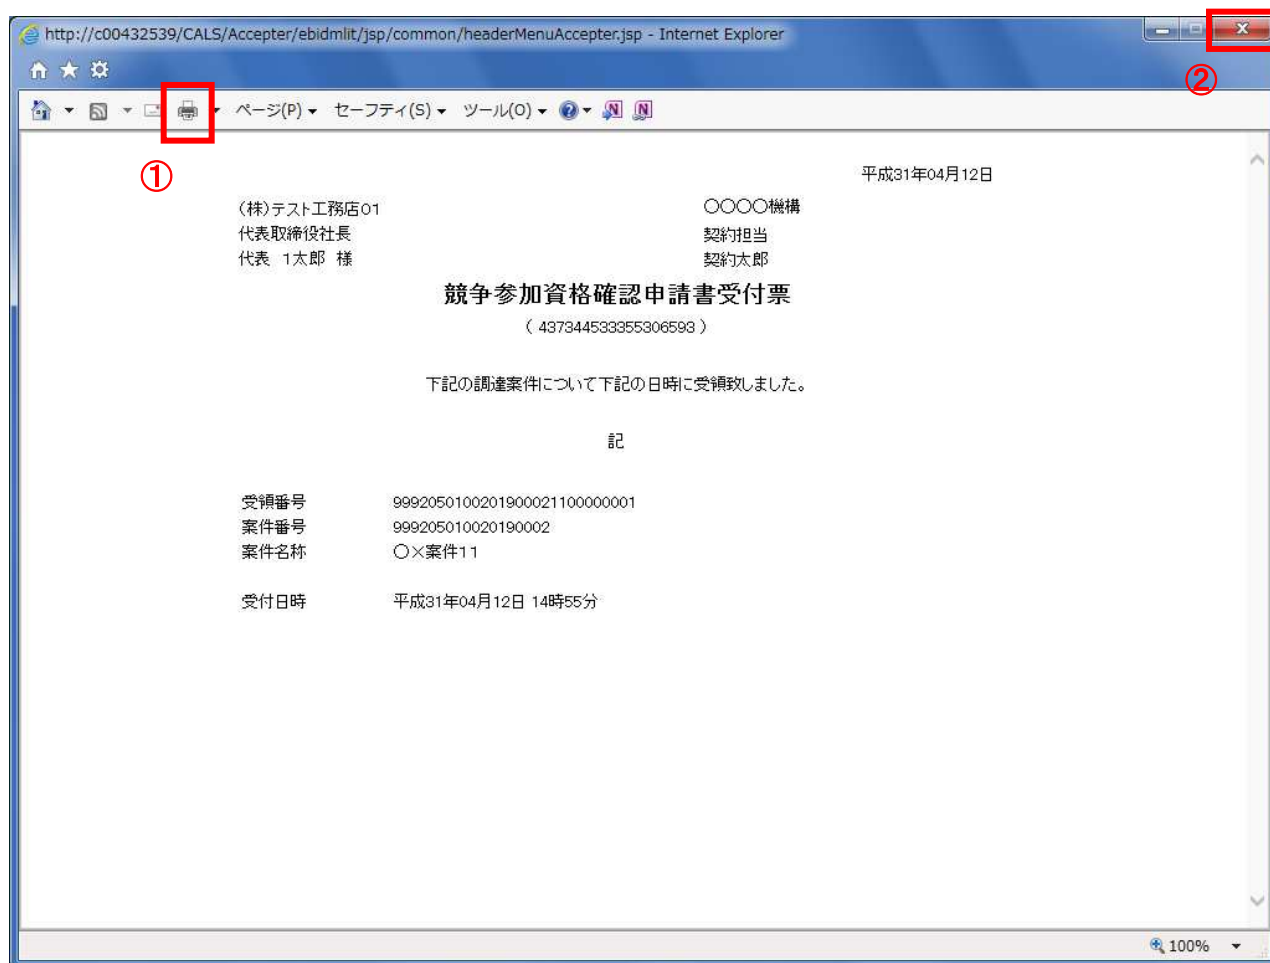 http://c00432539/CALS/Accepter/ebidmlit/jsp/common/headerMenuAccepter.jsp - Internet Explorer
②
ページ(P) セーフティ(S) ツール(O)
①
平成31年04月12日
(株)テスト工務店01
〇〇〇〇機構
代表取締役社長
契約担当
代表 1太郎 様
契約太郎
競争参加資格確認申請書受付票
( 437344533355306593 )
下記の調達案件について下記の日時に受領致しました。
記
受領番号 9992050100201900021100000001
案件番号 999205010020190002
案件名称 〇×案件11
受付日時 平成31年04月12日 14時55分
100%